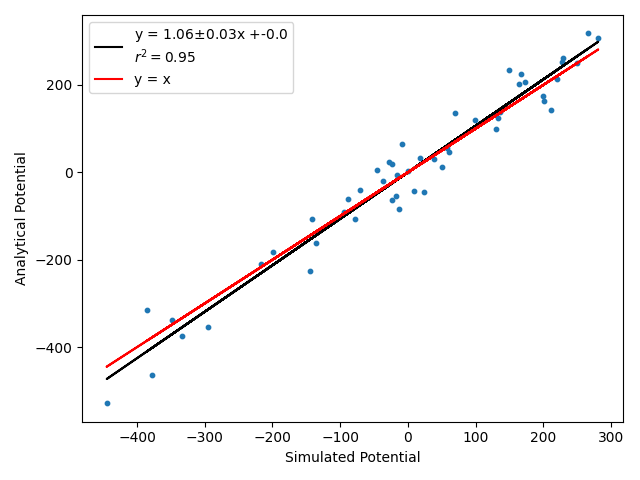 y = 1.06±0.03x +-0.0
r² = 0.95
y = x
Analytical Potential
200
0
−200
−400
−400 −300 −200 −100 0 100 200 300
Simulated Potential